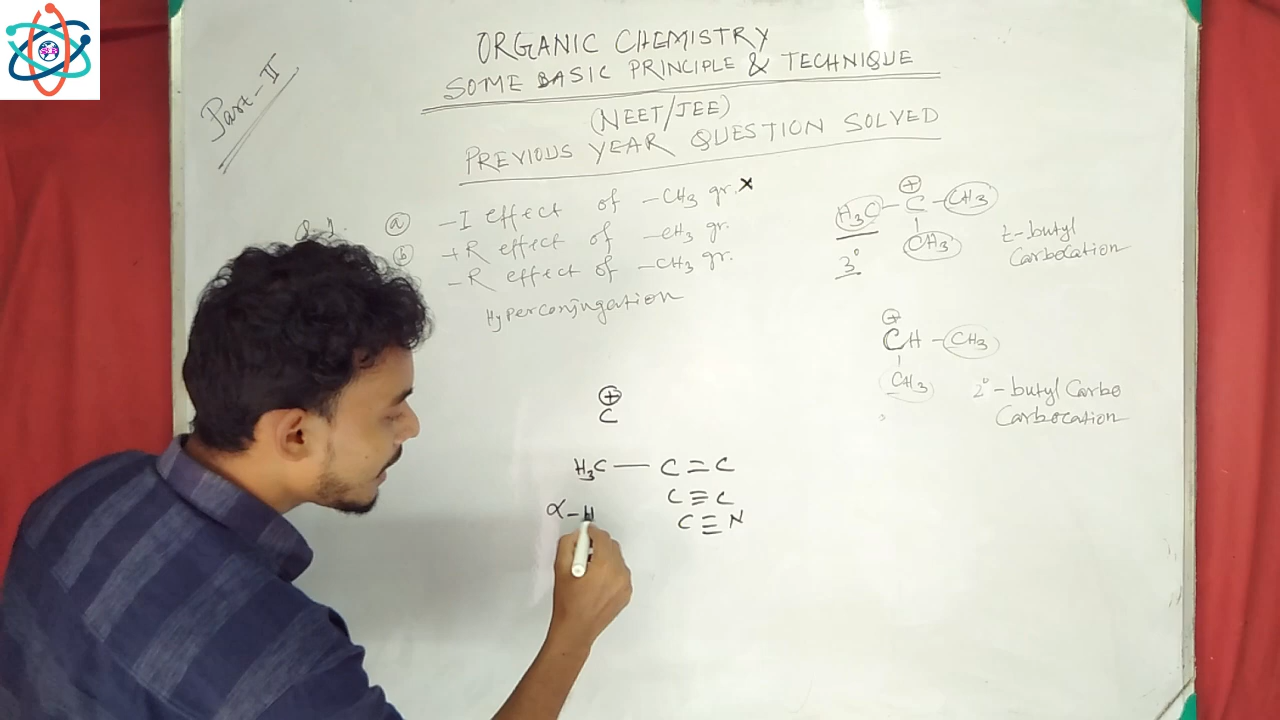 Part-II
ORGANIC CHEMISTRY
SOME BASIC PRINCIPLE & TECHNIQUE
(NEET/JEE)
PREVIOUS YEAR QUESTION SOLVED
(a) -I effect of -CH3 gr. ×
(b) +R effect of -CH3 gr.
-R effect of -CH3 gr.
Hyperconjugation
⊕
H3C - C - CH3
CH3
3°
t-butyl
Carbocation
⊕
CH - CH3
CH3
2°-butyl Carbo
Carbocation
⊕
C
H3C — C = C
C ≡ C
C ≡ N
α-H